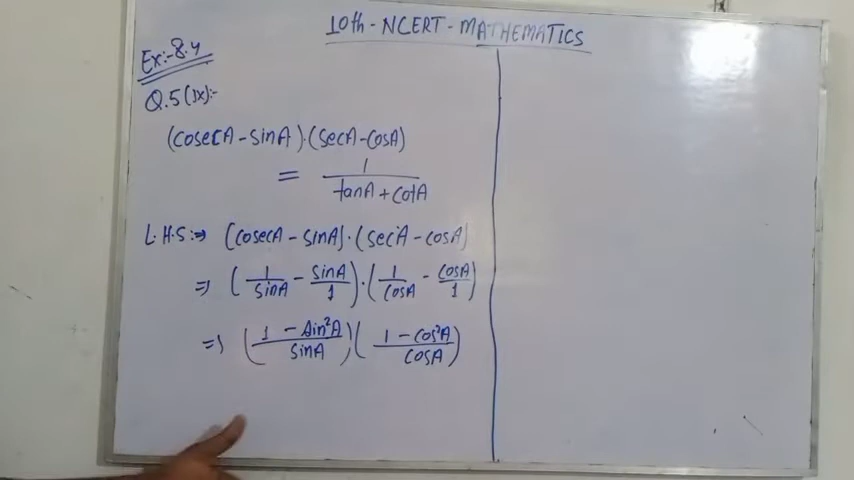 10th-NCERT-MATHEMATICS
Ex:-8.4
Q.5(IX):-
(cosecA-sinA).(secA-cosA)
= 1/(tanA+cotA)
L.H.S:⇒ (cosecA-sinA).(secA-cosA)
⇒ (1/sinA - sinA/1).(1/cosA - cosA/1)
⇒ ((1-sin²A)/sinA)((1-cos²A)/cosA)